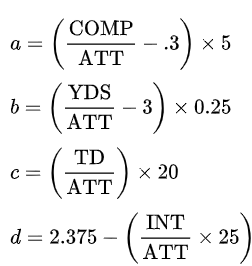 a = (COMP/ATT − .3) × 5
b = (YDS/ATT − 3) × 0.25
c = (TD/ATT) × 20
d = 2.375 − (INT/ATT × 25)